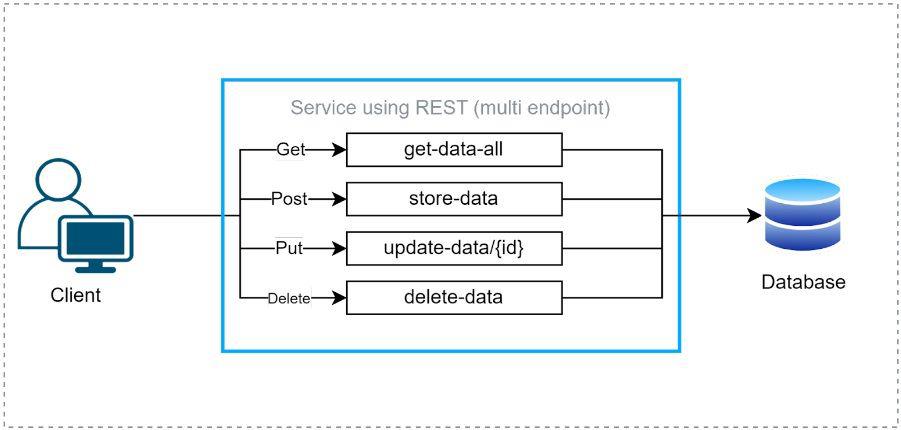 Service using REST (multi endpoint)
Get
get-data-all
Post
store-data
Put
update-data/{id}
Delete
delete-data
Client
Database